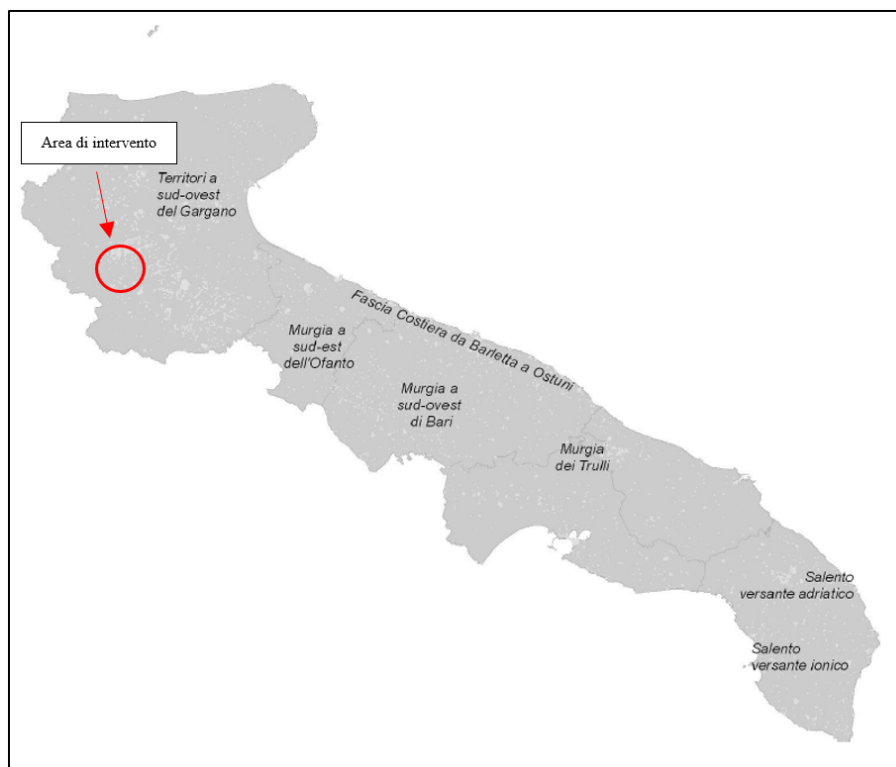 Area di intervento
Territori a
sud-ovest
del Gargano
Fascia Costiera da Barletta a Ostuni
Murgia a
sud-est
dell'Ofanto
Murgia a
sud-ovest
di Bari
Murgia
dei Trulli
Salento
versante adriatico
Salento
versante ionico